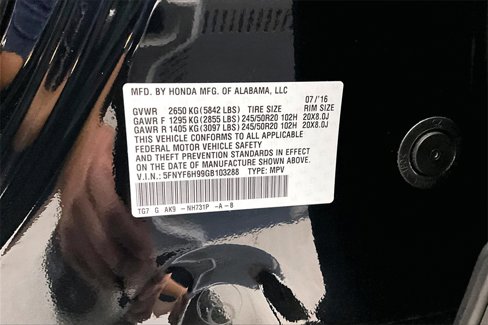 MFD. BY HONDA MFG. OF ALABAMA, LLC
07 /'16
GVWR 2650 KG (5842 LBS) TIRE SIZE RIM SIZE
GAWR F 1295 KG (2855 LBS) 245/50R20 102H 20X8.0J
GAWR R 1405 KG (3097 LBS) 245/50R20 102H 20X8.0J
THIS VEHICLE CONFORMS TO ALL APPLICABLE
FEDERAL MOTOR VEHICLE SAFETY
AND THEFT PREVENTION STANDARDS IN EFFECT
ON THE DATE OF MANUFACTURE SHOWN ABOVE.
V.I.N.: 5FNYF6H99GB103288 TYPE: MPV
TG7 G AK9 - NH731P -A - B